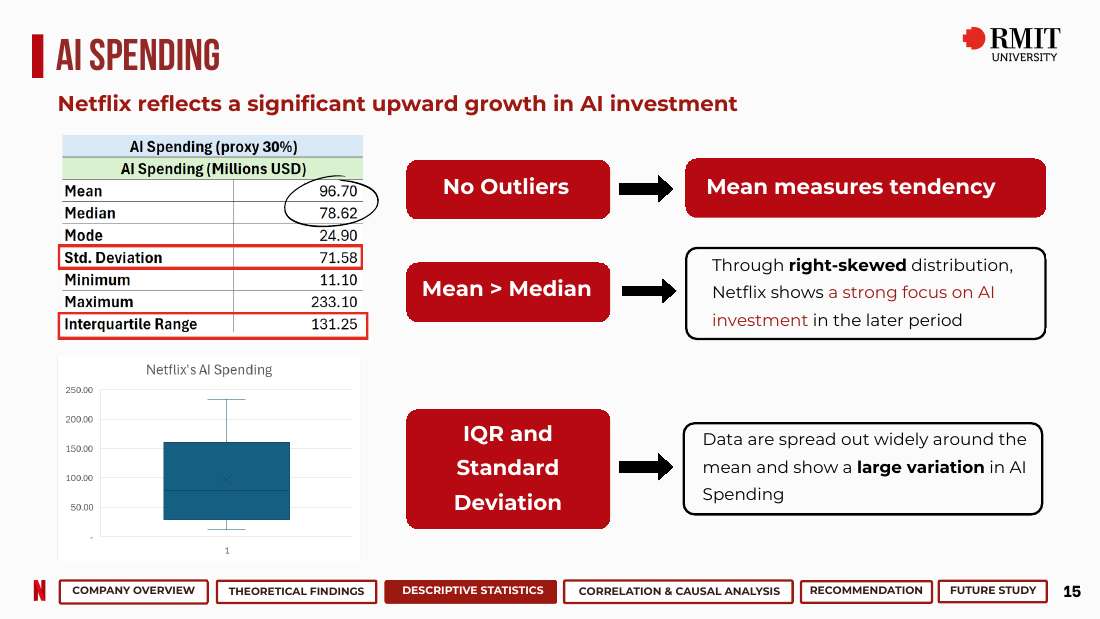 AI SPENDING
RMIT
UNIVERSITY
Netflix reflects a significant upward growth in AI investment
AI Spending (proxy 30%)
AI Spending (Millions USD)
Mean 96.70
Median 78.62
Mode 24.90
Std. Deviation 71.58
Minimum 11.10
Maximum 233.10
Interquartile Range 131.25
No Outliers
Mean measures tendency
Mean > Median
Through right-skewed distribution,
Netflix shows a strong focus on AI
investment in the later period
Netflix's AI Spending
250.00
200.00
150.00
100.00
50.00
-
1
IQR and
Standard
Deviation
Data are spread out widely around the
mean and show a large variation in AI
Spending
N
COMPANY OVERVIEW
THEORETICAL FINDINGS
DESCRIPTIVE STATISTICS
CORRELATION & CAUSAL ANALYSIS
RECOMMENDATION
FUTURE STUDY
15